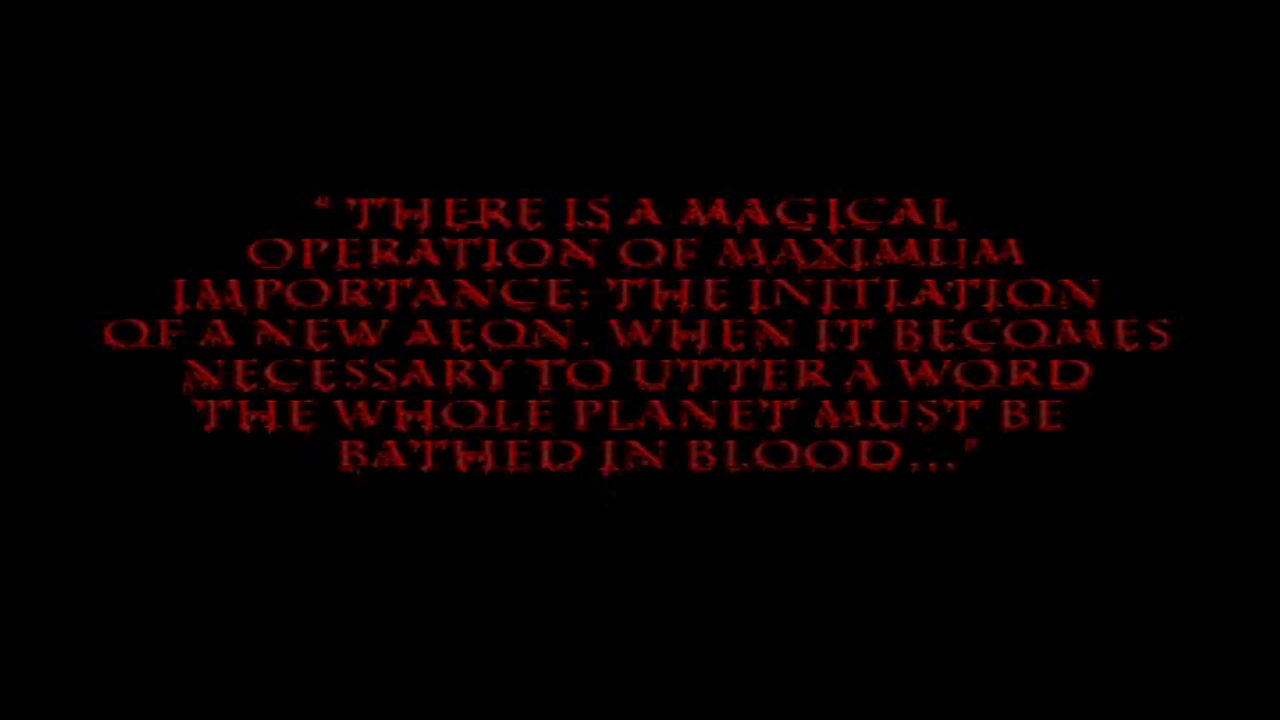 “ THERE IS A MAGICAL
OPERATION OF MAXIMUM
IMPORTANCE: THE INITIATION
OF A NEW AEON. WHEN IT BECOMES
NECESSARY TO UTTER A WORD
THE WHOLE PLANET MUST BE
BATHED IN BLOOD...”